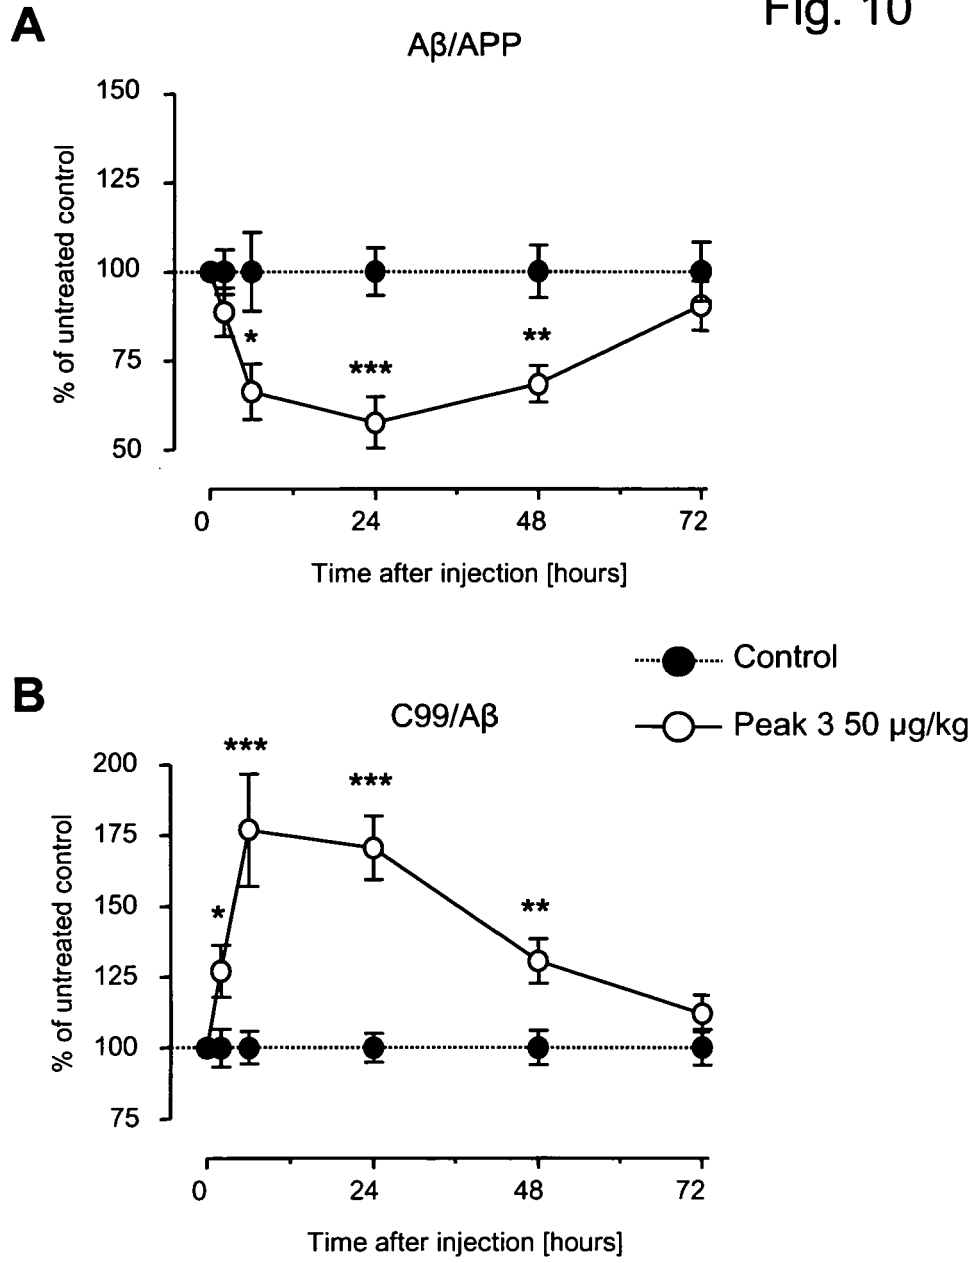 Fig. 10
A
Aβ/APP
150
125
100
75
50
% of untreated control
*
***
**
0 24 48 72
Time after injection [hours]
Control
Peak 3 50 µg/kg
B
C99/Aβ
200
175
150
125
100
75
% of untreated control
***
***
*
**
0 24 48 72
Time after injection [hours]